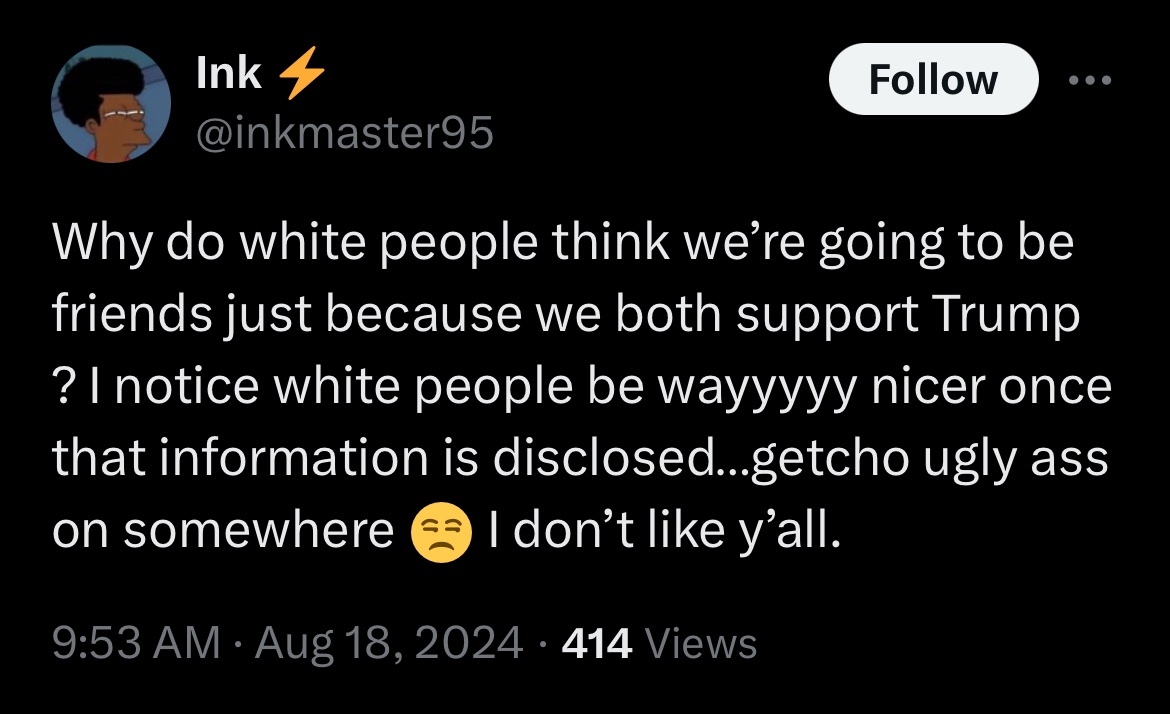 Ink ⚡
Follow
@inkmaster95
Why do white people think we’re going to be
friends just because we both support Trump
? I notice white people be wayyyyy nicer once
that information is disclosed...getcho ugly ass
on somewhere 😒 I don’t like y’all.
9:53 AM · Aug 18, 2024 · 414 Views